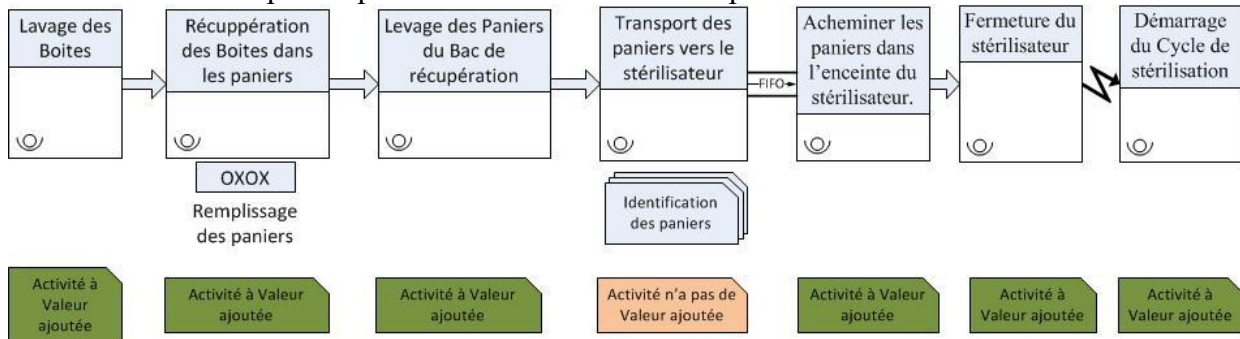 Lavage des
Boites
Récuppération
des Boites dans
les paniers
Levage des Paniers
du Bac de
récupération
Transport des
paniers vers le
stérilisateur
FIFO
Acheminer les
paniers dans
l'enceinte du
stérilisateur.
Fermeture du
stérilisateur
Démarrage
du Cycle de
stérilisation
OXOX
Remplissage
des paniers
Identification
des paniers
Activité à
Valeur
ajoutée
Activité à Valeur
ajoutée
Activité à Valeur
ajoutée
Activité n'a pas de
Valeur ajoutée
Activité à Valeur
ajoutée
Activité à
Valeur ajoutée
Activité à
Valeur ajoutée